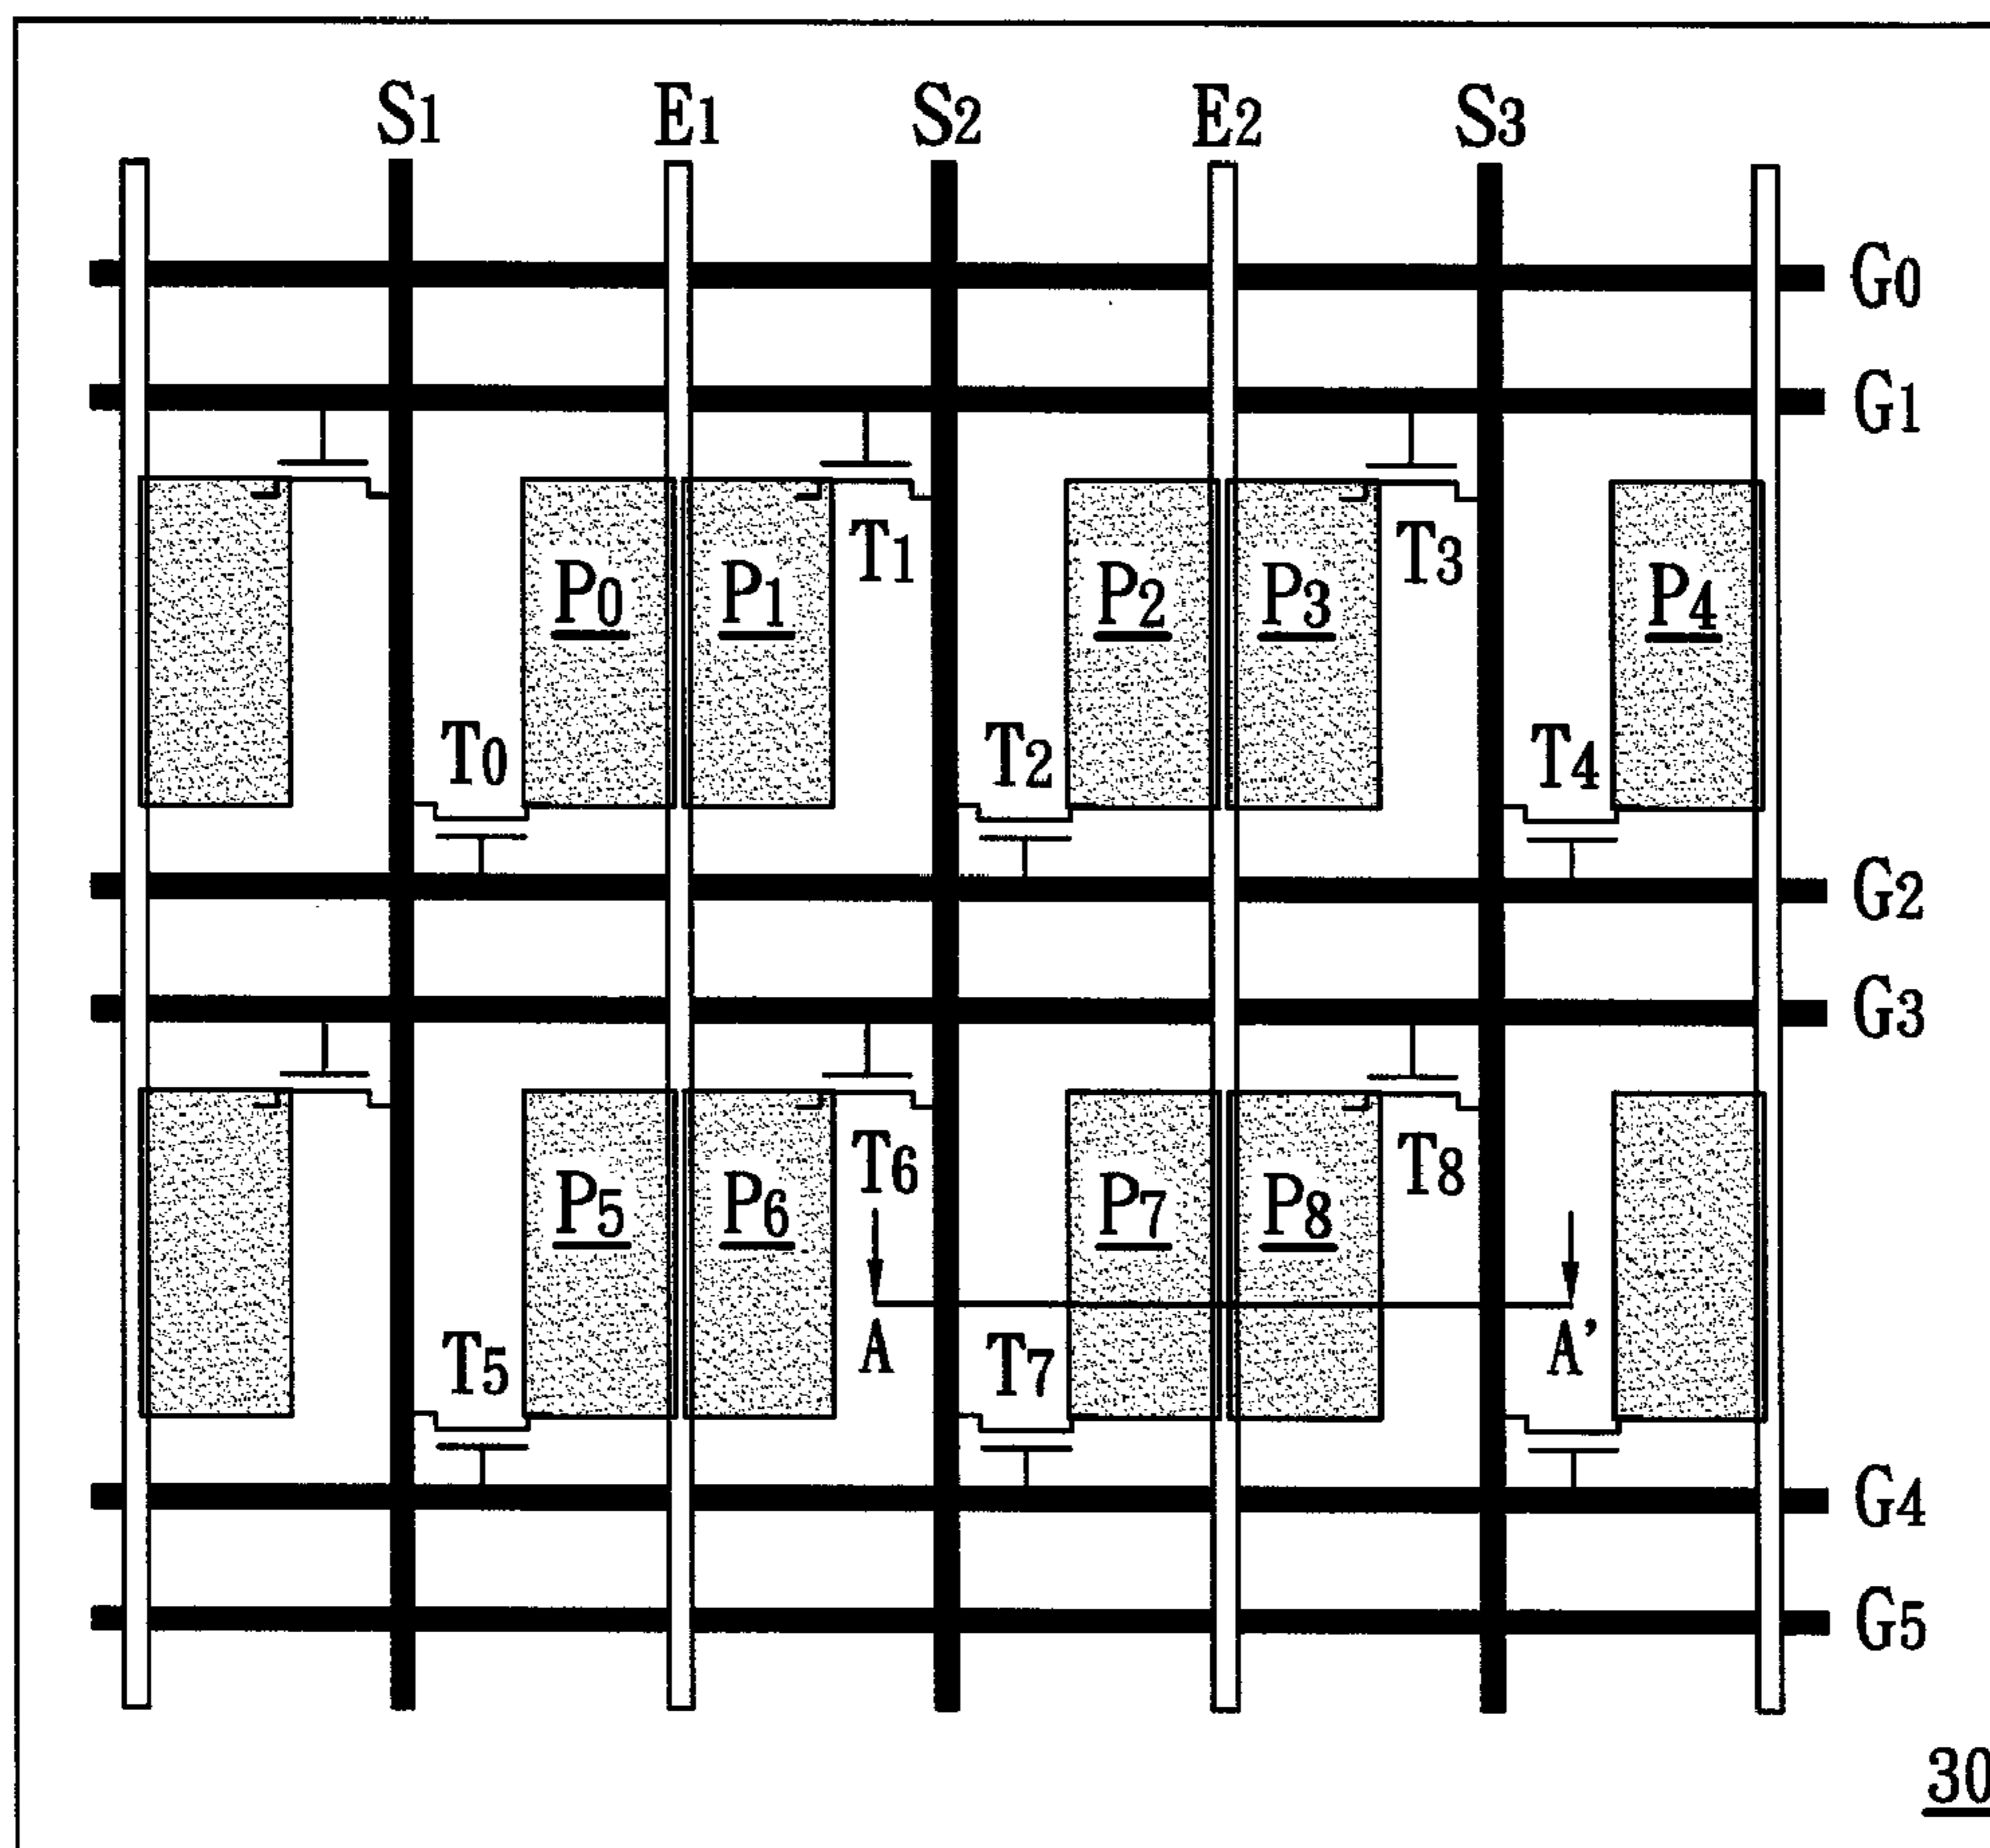 S1 E1 S2 E2 S3
G0
G1
T1 T3
P0 P1 P2 P3 P4
T0 T2 T4
G2
G3
T6 T8
P5 P6 P7 P8
T5 A T7 A'
G4
G5
30